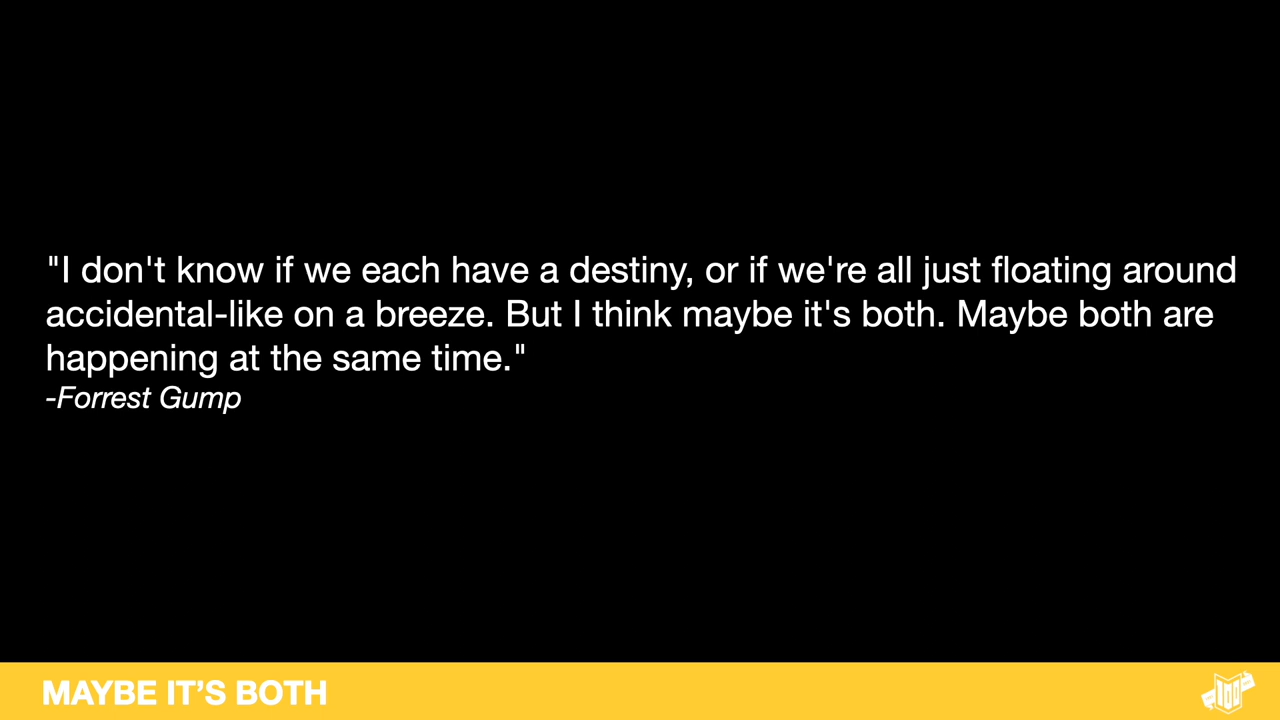 "I don't know if we each have a destiny, or if we're all just floating around
accidental-like on a breeze. But I think maybe it's both. Maybe both are
happening at the same time."
-Forrest Gump
MAYBE IT’S BOTH
100